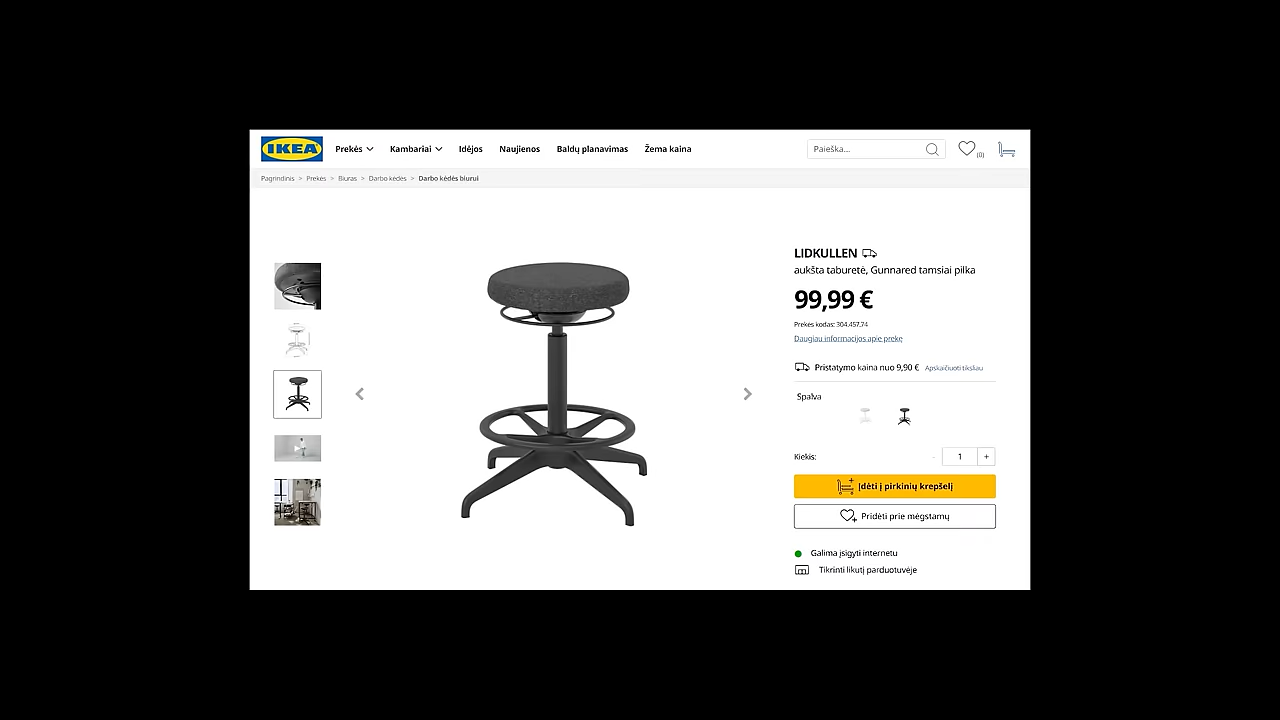 IKEA
Prekės Kambariai Idėjos Naujienos Baldų planavimas Žema kaina Paieška... (0)
Pagrindinis > Prekės > Biuras > Darbo kėdės > Darbo kėdės biurui
LIDKULLEN
aukšta taburetė, Gunnared tamsiai pilka
99,99 €
Prekės kodas: 304.457.74
Daugiau informacijos apie prekę
Pristatymo kaina nuo 9,90 € Apskaičiuoti tiksliau
Spalva
Kiekis: - 1 +
Įdėti į pirkinių krepšelį
Pridėti prie mėgstamų
Galima įsigyti internetu
Tikrinti likutį parduotuvėje